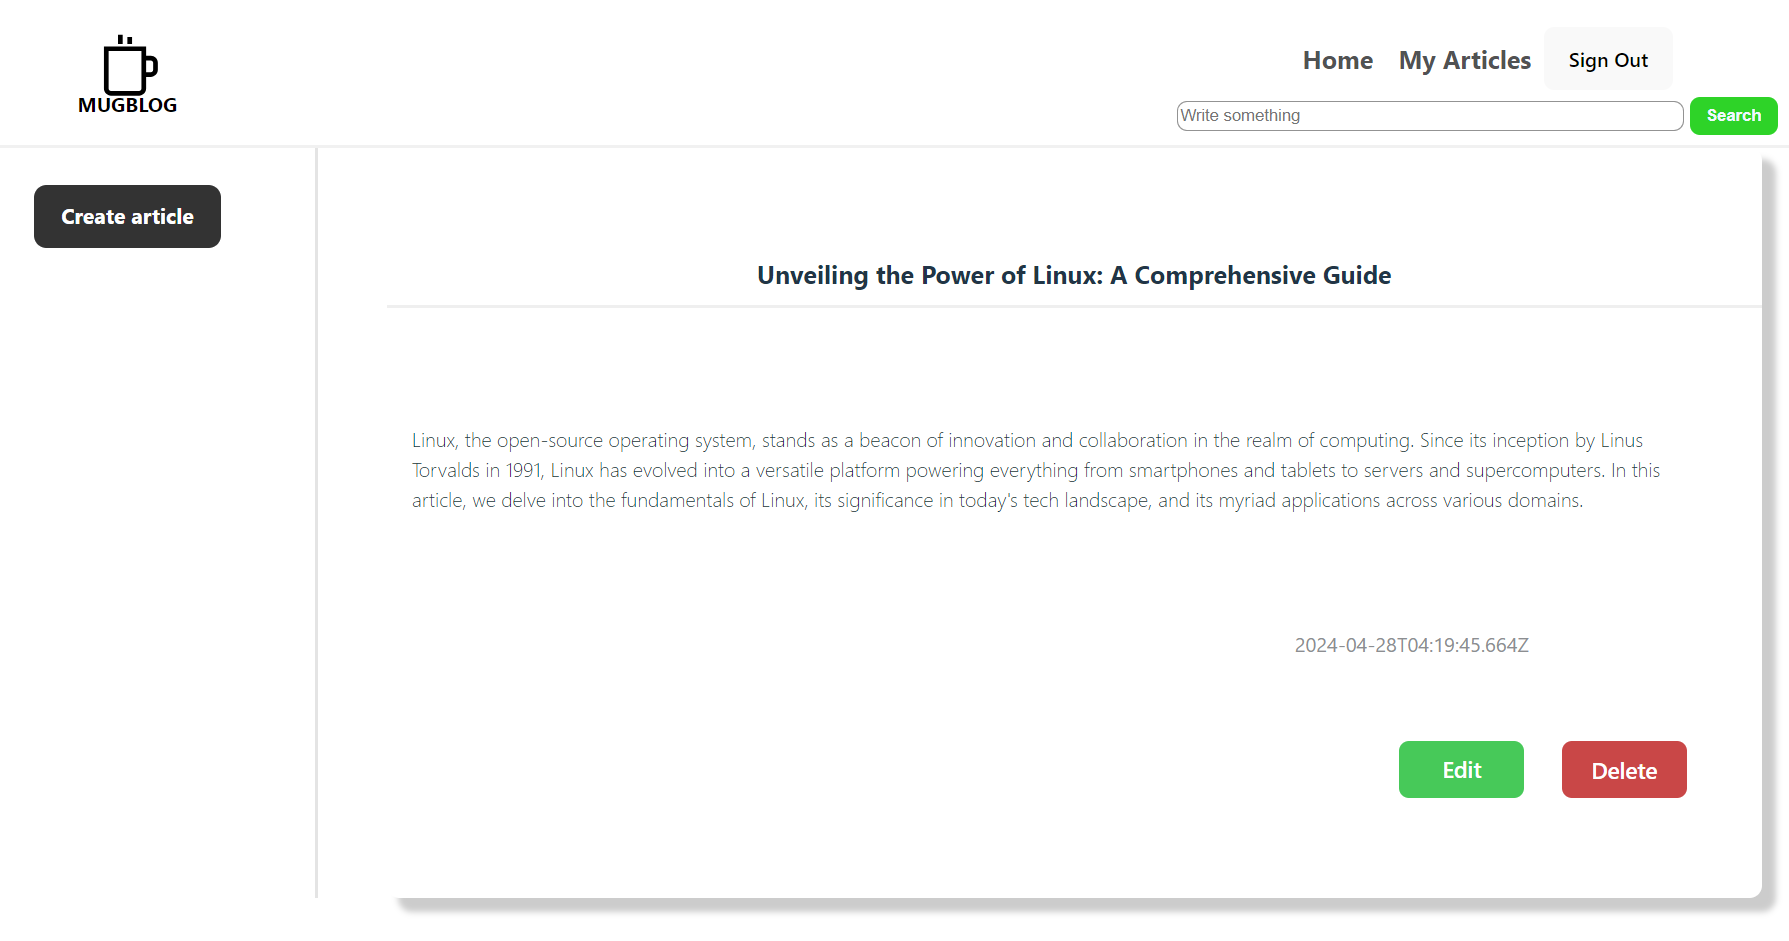 MUGBLOG
Home My Articles Sign Out
Write something Search
Create article
Unveiling the Power of Linux: A Comprehensive Guide
Linux, the open-source operating system, stands as a beacon of innovation and collaboration in the realm of computing. Since its inception by Linus
Torvalds in 1991, Linux has evolved into a versatile platform powering everything from smartphones and tablets to servers and supercomputers. In this
article, we delve into the fundamentals of Linux, its significance in today's tech landscape, and its myriad applications across various domains.
2024-04-28T04:19:45.664Z
Edit Delete